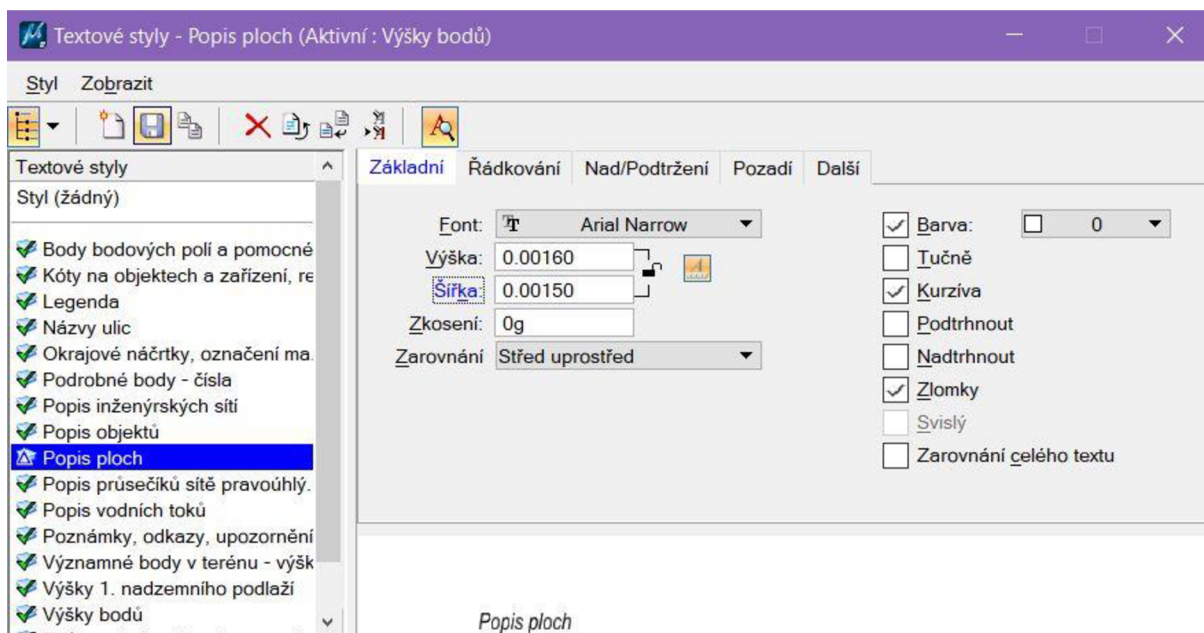 Textové styly - Popis ploch (Aktivní : Výšky bodů)
Styl Zobrazit
Textové styly
Styl (žádný)
Body bodových polí a pomocné
Kóty na objektech a zařízení, re
Legenda
Názvy ulic
Okrajové náčrtky, označení ma.
Podrobné body - čísla
Popis inženýrských sítí
Popis objektů
Popis ploch
Popis průsečíků sítě pravoúhlý.
Popis vodních toků
Poznámky, odkazy, upozornění
Významné body v terénu - výšk
Výšky 1. nadzemního podlaží
Výšky bodů
Základní Řádkování Nad/Podtržení Pozadí Další
Font: Arial Narrow
Výška: 0.00160
Šířka: 0.00150
Zkosení: 0g
Zarovnání Střed uprostřed
Barva: 0
Tučně
Kurzíva
Podtrhnout
Nadtrhnout
Zlomky
Svislý
Zarovnání celého textu
Popis ploch